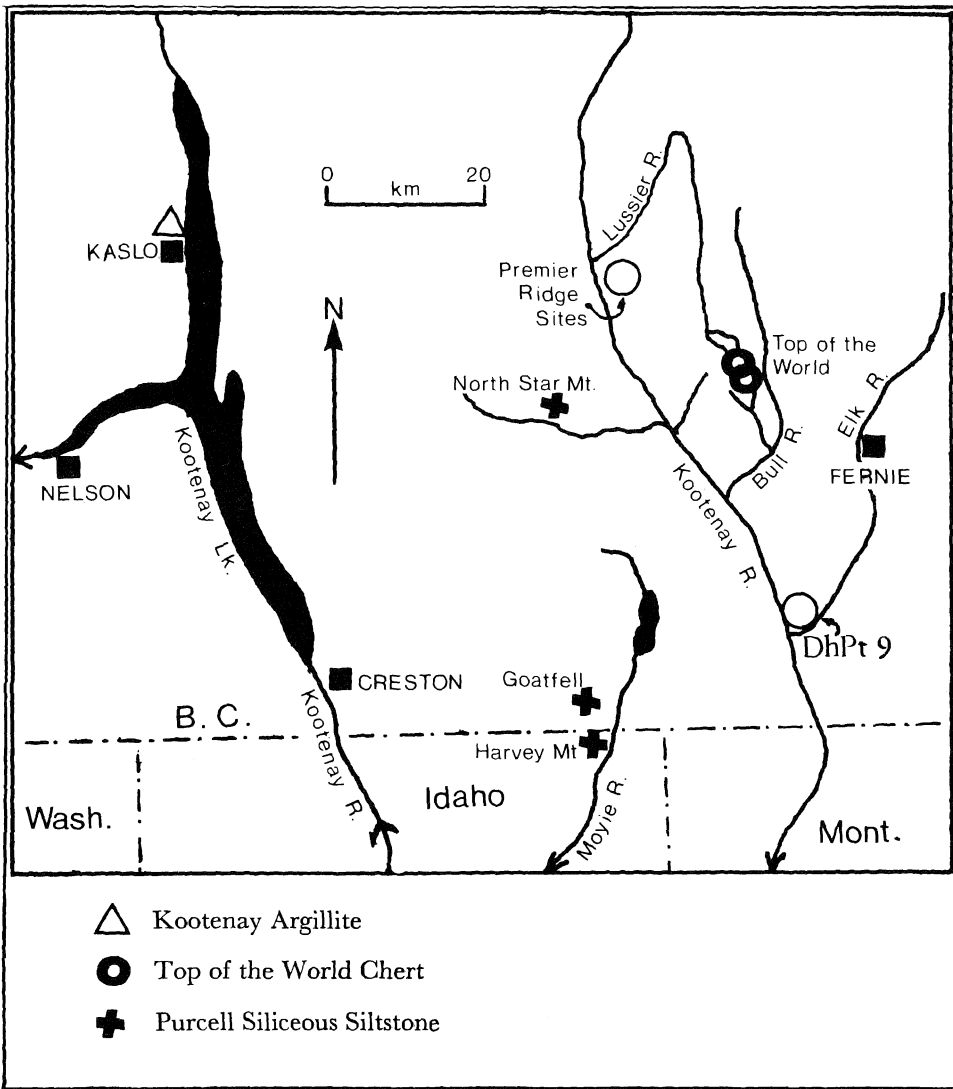 0 20
km
KASLO
Lussier R.
Premier
Ridge
Sites
N
Top of the
World
North Star Mt.
Elk R.
Bull R.
FERNIE
NELSON
Kootenay Lk.
Kootenay R.
DhPt 9
Goatfell
CRESTON
B. C.
Kootenay R.
Harvey Mt
Moyie R.
Idaho
Wash.
Mont.
Kootenay Argillite
Top of the World Chert
Purcell Siliceous Siltstone